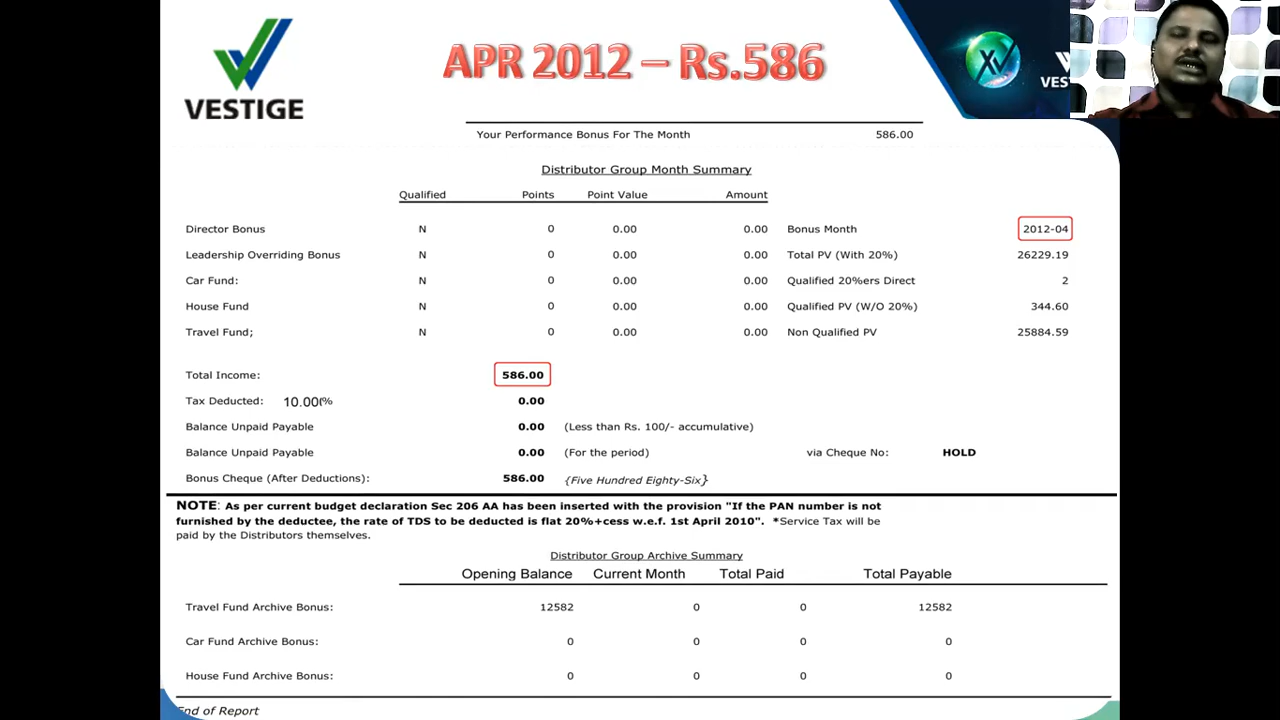 VESTIGE
APR 2012 – Rs.586
XV
VES
Your Performance Bonus For The Month 586.00
Distributor Group Month Summary
Qualified Points Point Value Amount
Director Bonus N 0 0.00 0.00 Bonus Month 2012-04
Leadership Overriding Bonus N 0 0.00 0.00 Total PV (With 20%) 26229.19
Car Fund: N 0 0.00 0.00 Qualified 20%ers Direct 2
House Fund N 0 0.00 0.00 Qualified PV (W/O 20%) 344.60
Travel Fund; N 0 0.00 0.00 Non Qualified PV 25884.59
Total Income: 586.00
Tax Deducted: 10.00% 0.00
Balance Unpaid Payable 0.00 (Less than Rs. 100/- accumulative)
Balance Unpaid Payable 0.00 (For the period) via Cheque No: HOLD
Bonus Cheque (After Deductions): 586.00 {Five Hundred Eighty-Six}
NOTE: As per current budget declaration Sec 206 AA has been inserted with the provision "If the PAN number is not
furnished by the deductee, the rate of TDS to be deducted is flat 20%+cess w.e.f. 1st April 2010". *Service Tax will be
paid by the Distributors themselves.
Distributor Group Archive Summary
Opening Balance Current Month Total Paid Total Payable
Travel Fund Archive Bonus: 12582 0 0 12582
Car Fund Archive Bonus: 0 0 0 0
House Fund Archive Bonus: 0 0 0 0
End of Report